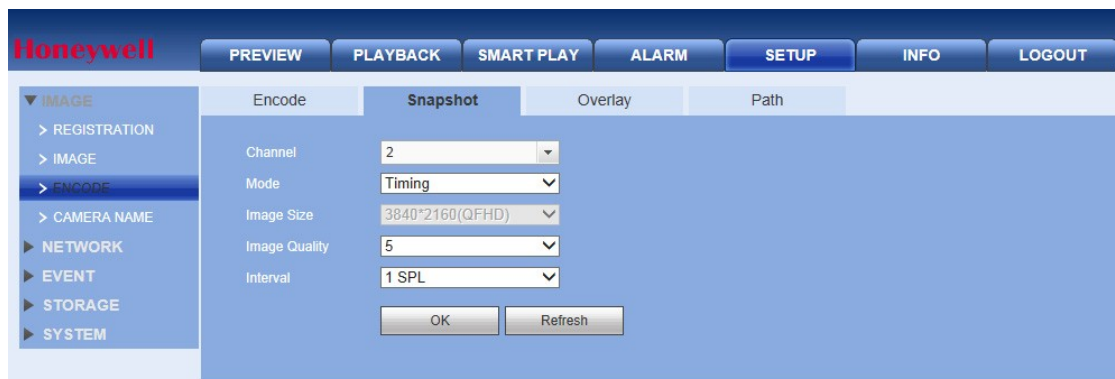 Honeywell
PREVIEW PLAYBACK SMART PLAY ALARM SETUP INFO LOGOUT
IMAGE
> REGISTRATION
> IMAGE
> ENCODE
> CAMERA NAME
NETWORK
EVENT
STORAGE
SYSTEM
Encode Snapshot Overlay Path
Channel 2
Mode Timing
Image Size 3840*2160(QFHD)
Image Quality 5
Interval 1 SPL
OK Refresh